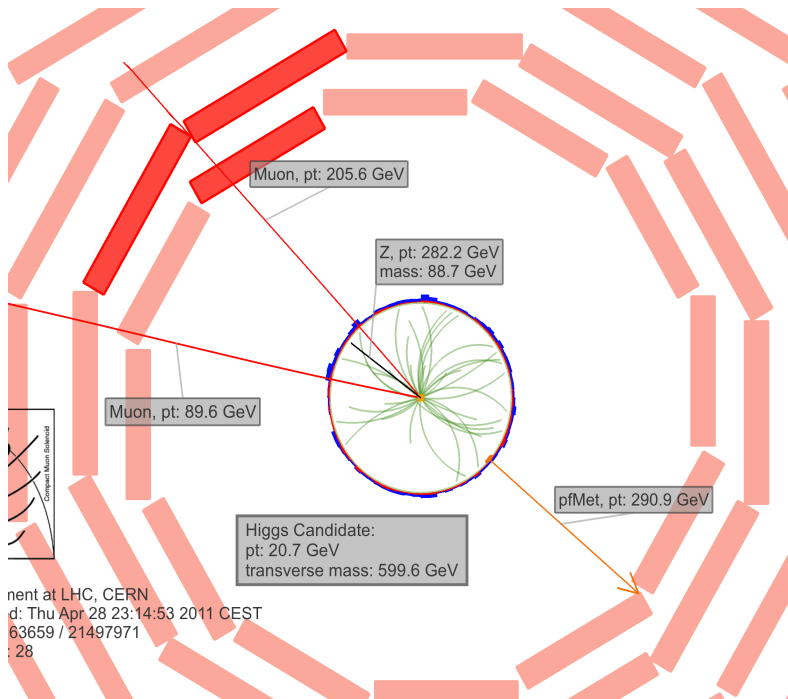 Muon, pt: 205.6 GeV
Z, pt: 282.2 GeV
mass: 88.7 GeV
Muon, pt: 89.6 GeV
Compact Muon Solenoid
pfMet, pt: 290.9 GeV
Higgs Candidate:
pt: 20.7 GeV
transverse mass: 599.6 GeV
ment at LHC, CERN
d: Thu Apr 28 23:14:53 2011 CEST
63659 / 21497971
: 28